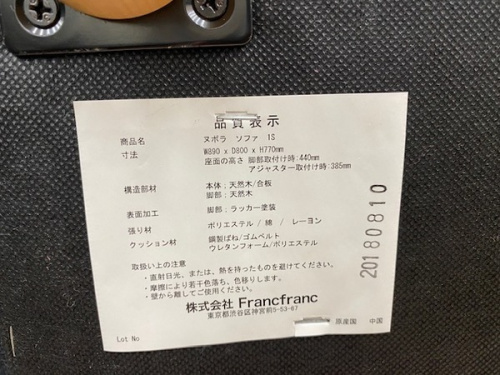 品質表示
商品名 ヌボラ ソファ 1S
寸法 W890 x D800 x H770mm
座面の高さ 脚部取付け時:440mm
アジャスター取付け時:385mm
構造部材 本体:天然木/合板
脚部:天然木
表面加工 脚部:ラッカー塗装
張り材 ポリエステル / 綿 / レーヨン
クッション材 鋼製ばね/ゴムベルト
ウレタンフォーム/ポリエステル
取扱い上の注意
・直射日光、または、熱を持ったものを避けてください。
・摩擦により若干色落ち、色移りします。
・壁から離してご使用ください。
株式会社 Francfranc
東京都渋谷区神宮前5-53-67
Lot No
原産国 中国
20180810